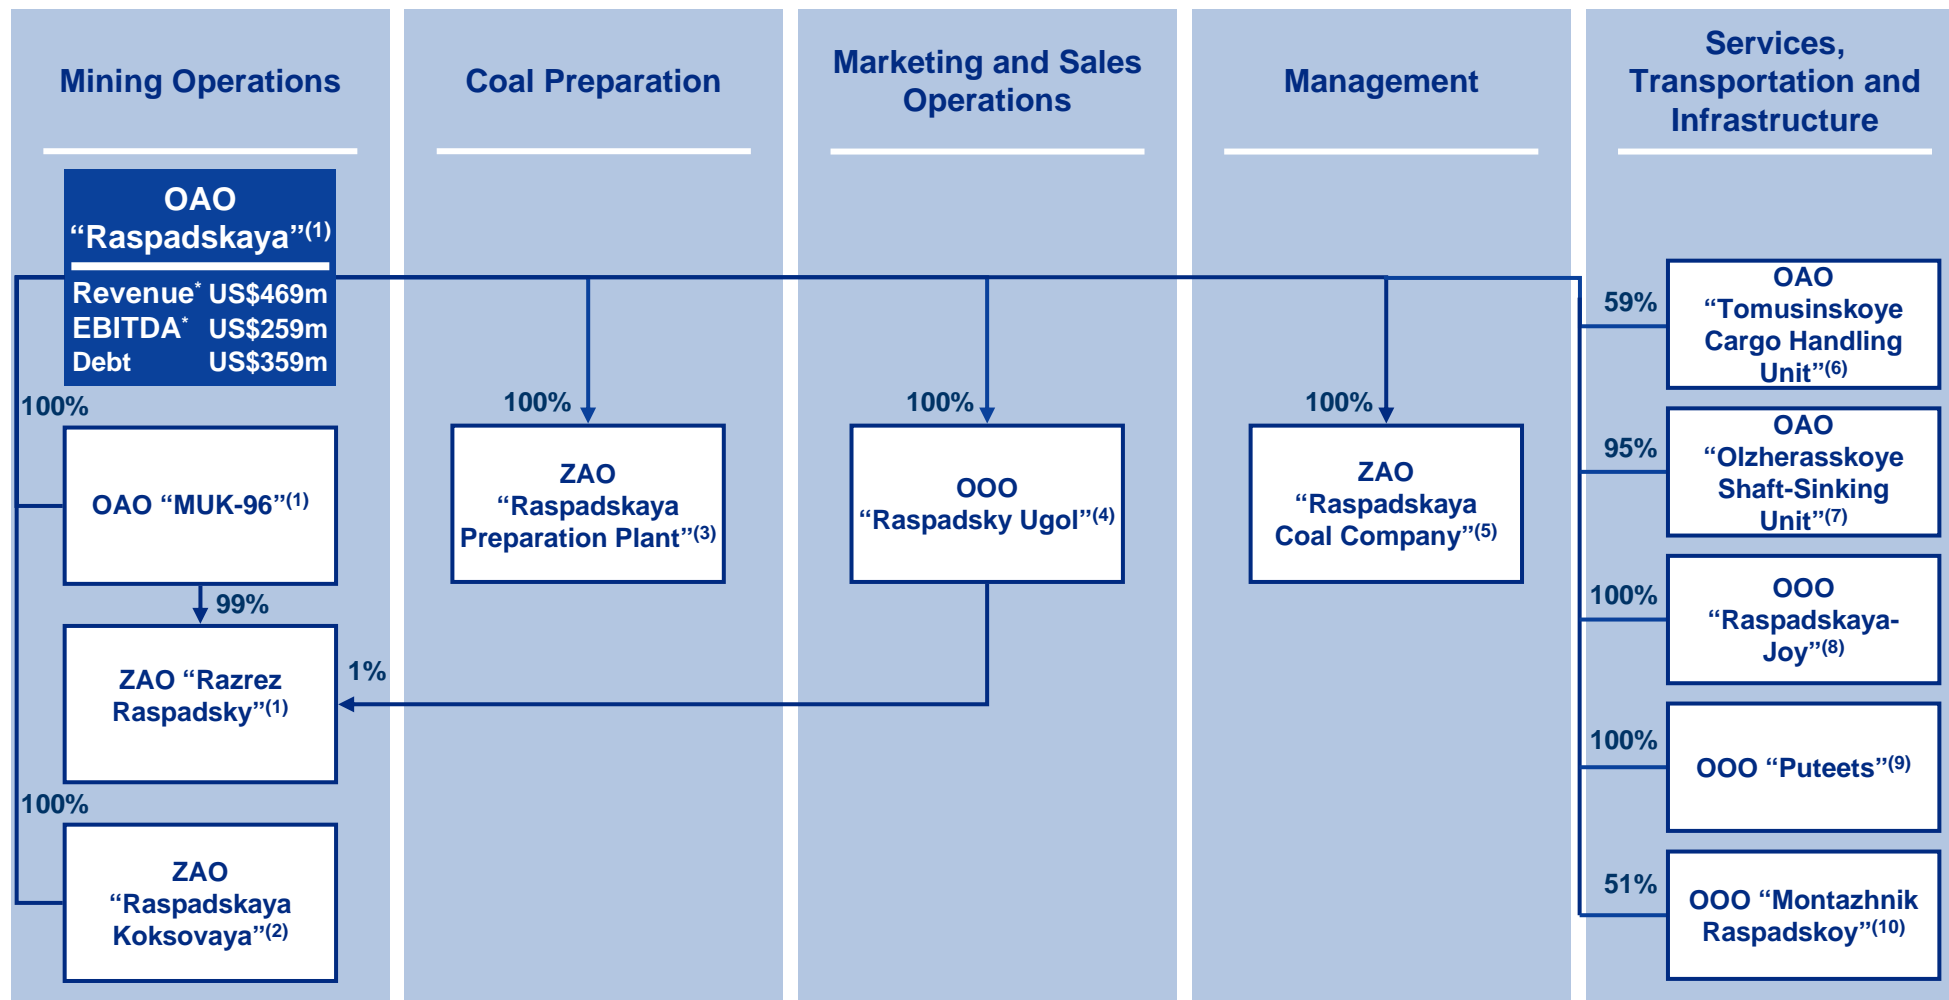 Mining Operations
Coal Preparation
Marketing and Sales
Operations
Management
Services,
Transportation and
Infrastructure
OAO
“Raspadskaya”(1)
Revenue* US$469m
EBITDA* US$259m
Debt US$359m
100%
OAO “MUK-96”(1)
99%
ZAO “Razrez
Raspadsky”(1)
1%
100%
ZAO
“Raspadskaya
Koksovaya”(2)
100%
ZAO
“Raspadskaya
Preparation Plant”(3)
100%
OOO
“Raspadsky Ugol”(4)
100%
ZAO
“Raspadskaya
Coal Company”(5)
59%
OAO
“Tomusinskoye
Cargo Handling
Unit”(6)
95%
OAO
“Olzherasskoye
Shaft-Sinking
Unit”(7)
100%
OOO
“Raspadskaya-
Joy”(8)
100%
OOO “Puteets”(9)
51%
OOO “Montazhnik
Raspadskoy”(10)